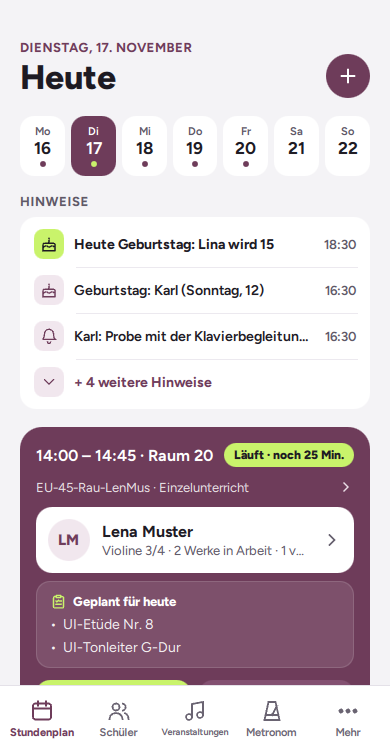 DIENSTAG, 17. NOVEMBER
Heute
Mo Di Mi Do Fr Sa So
16 17 18 19 20 21 22
HINWEISE
Heute Geburtstag: Lina wird 15 18:30
Geburtstag: Karl (Sonntag, 12) 16:30
Karl: Probe mit der Klavierbegleitun... 16:30
+ 4 weitere Hinweise
14:00 – 14:45 · Raum 20 Läuft · noch 25 Min.
EU-45-Rau-LenMus · Einzelunterricht
LM Lena Muster
Violine 3/4 · 2 Werke in Arbeit · 1 v...
Geplant für heute
• UI-Etüde Nr. 8
• UI-Tonleiter G-Dur
Stundenplan Schüler Veranstaltungen Metronom Mehr